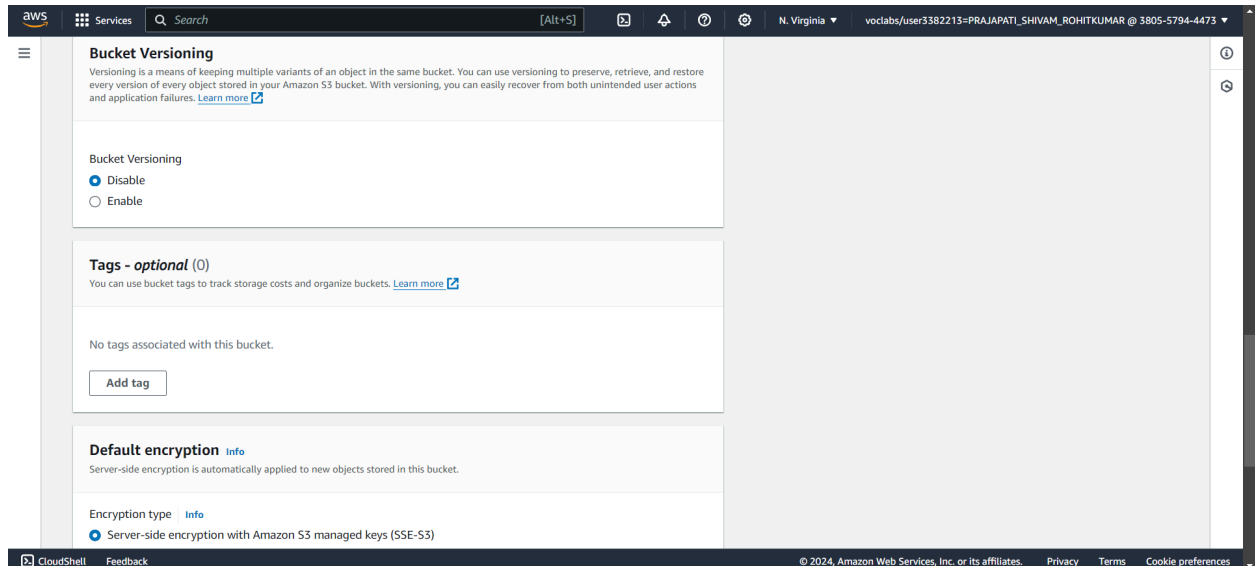 aws
Services
Search
[Alt+S]
N. Virginia
voclabs/user3382213=PRAJAPATI_SHIVAM_ROHITKUMAR @ 3805-5794-4473
Bucket Versioning
Versioning is a means of keeping multiple variants of an object in the same bucket. You can use versioning to preserve, retrieve, and restore
every version of every object stored in your Amazon S3 bucket. With versioning, you can easily recover from both unintended user actions
and application failures. Learn more
Bucket Versioning
Disable
Enable
Tags - optional (0)
You can use bucket tags to track storage costs and organize buckets. Learn more
No tags associated with this bucket.
Add tag
Default encryption Info
Server-side encryption is automatically applied to new objects stored in this bucket.
Encryption type Info
Server-side encryption with Amazon S3 managed keys (SSE-S3)
CloudShell Feedback © 2024, Amazon Web Services, Inc. or its affiliates. Privacy Terms Cookie preferences